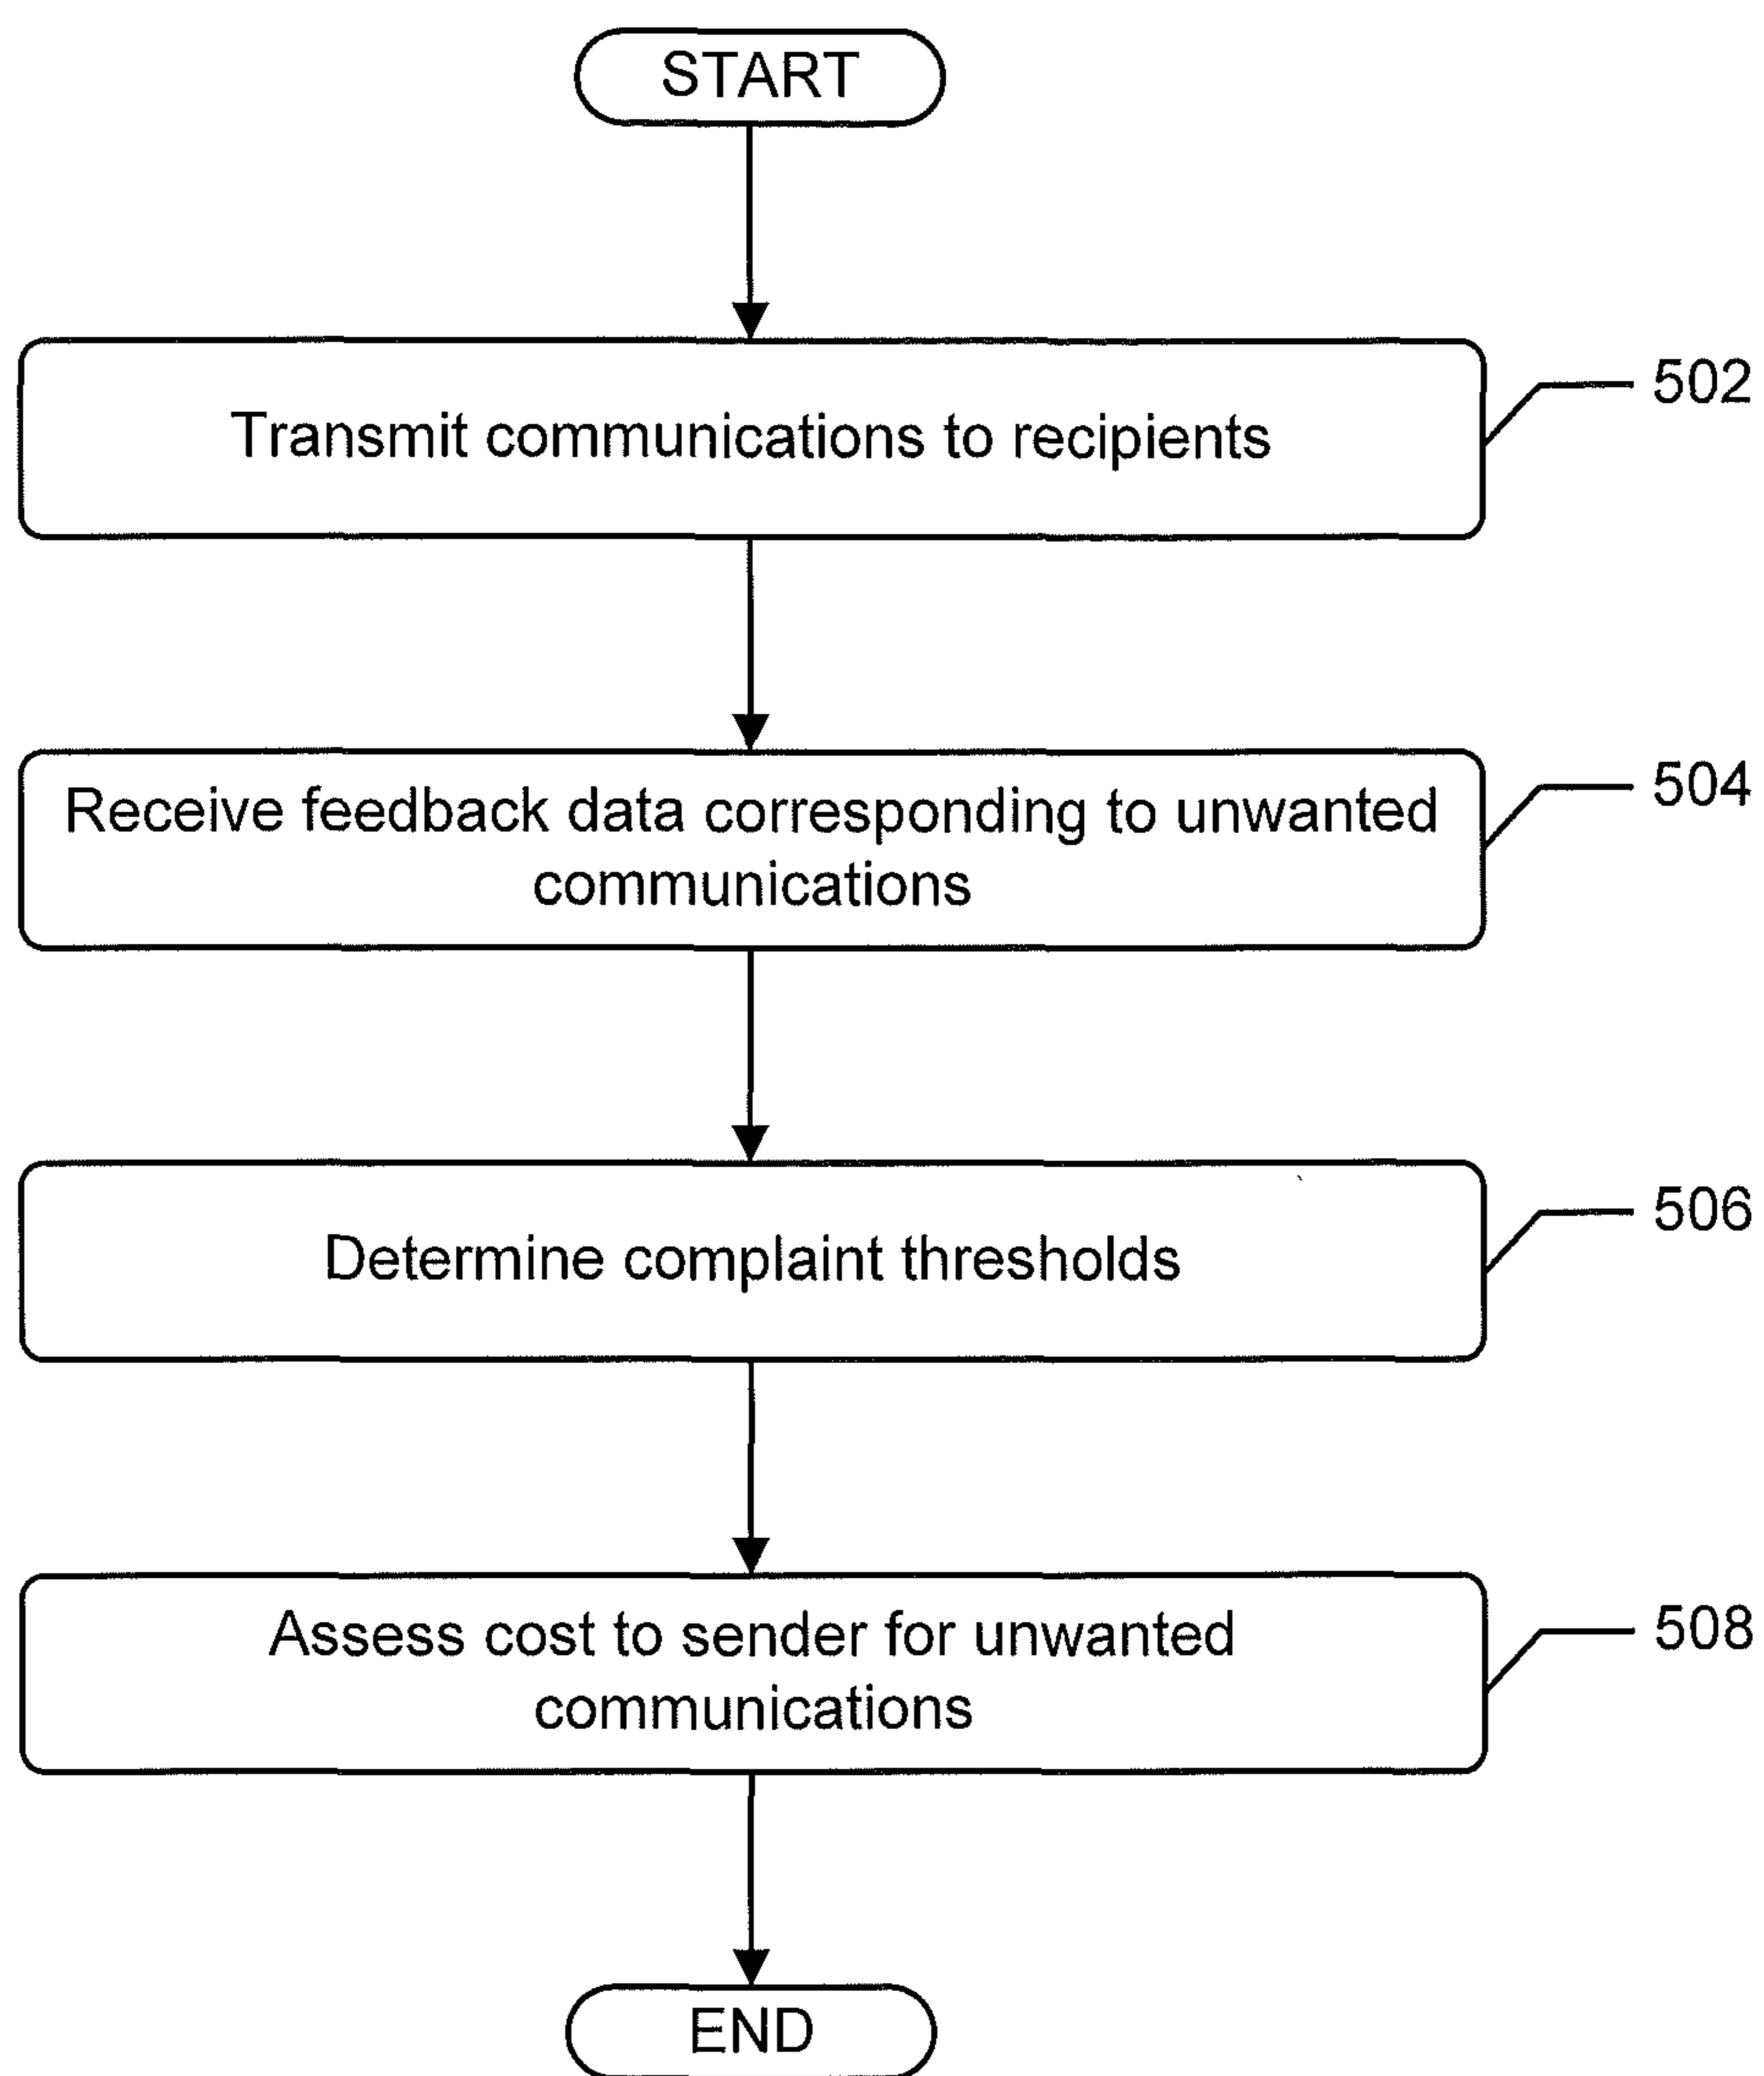 START
502
Transmit communications to recipients
504
Receive feedback data corresponding to unwanted
communications
506
Determine complaint thresholds
508
Assess cost to sender for unwanted
communications
END